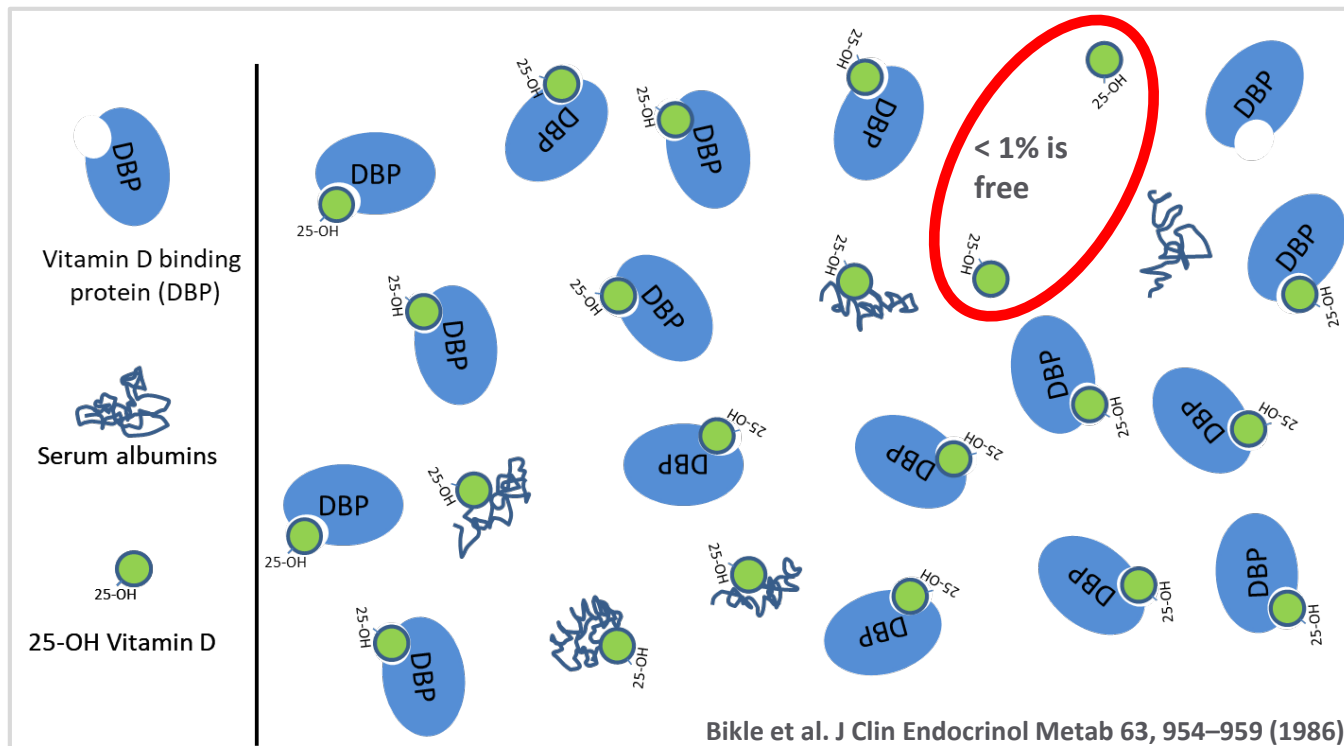 DBP
Vitamin D binding
protein (DBP)
Serum albumins
25-OH
25-OH Vitamin D
25-OH
DBP
25-OH
DBP
25-OH
DBP
25-OH
25-OH
DBP
DBP
< 1% is
free
DBP
25-OH
25-OH
25-OH
DBP
25-OH
25-OH
DBP
25-OH
DBP
DBP
25-OH
DBP
25-OH
25-OH
DBP
25-OH
DBP
25-OH
DBP
25-OH
25-OH
25-OH
DBP
25-OH
DBP
25-OH
DBP
25-OH
25-OH
DBP
25-OH
Bikle et al. J Clin Endocrinol Metab 63, 954–959 (1986)